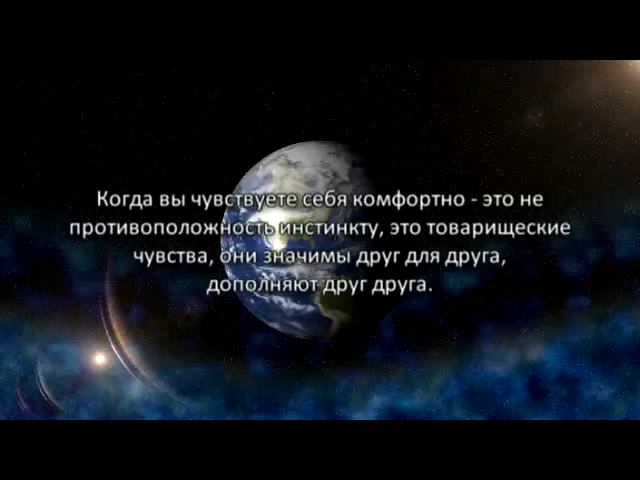 Когда вы чувствуете себя комфортно - это не
противоположность инстинкту, это товарищеские
чувства, они значимы друг для друга,
дополняют друг друга.